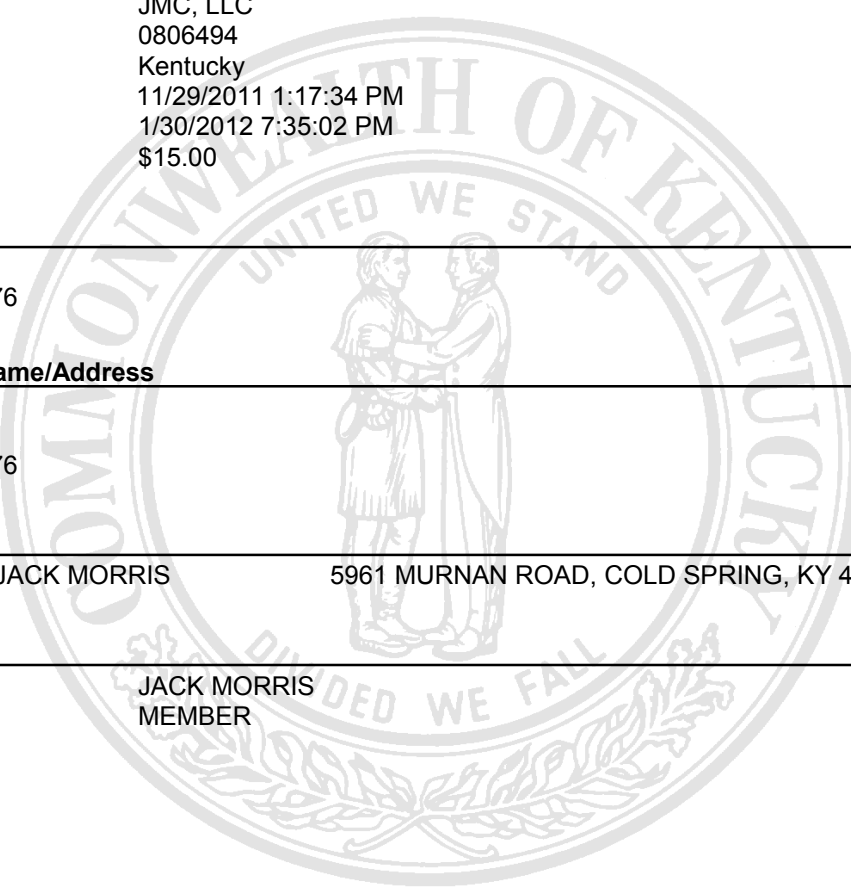 JMC, LLC
0806494
Kentucky
11/29/2011 1:17:34 PM
1/30/2012 7:35:02 PM
$15.00
76
ame/Address
76
JACK MORRIS 5961 MURNAN ROAD, COLD SPRING, KY 4
JACK MORRIS
MEMBER
COMMONWEALTH OF KENTUCKY
UNITED WE STAND
DIVIDED WE FALL